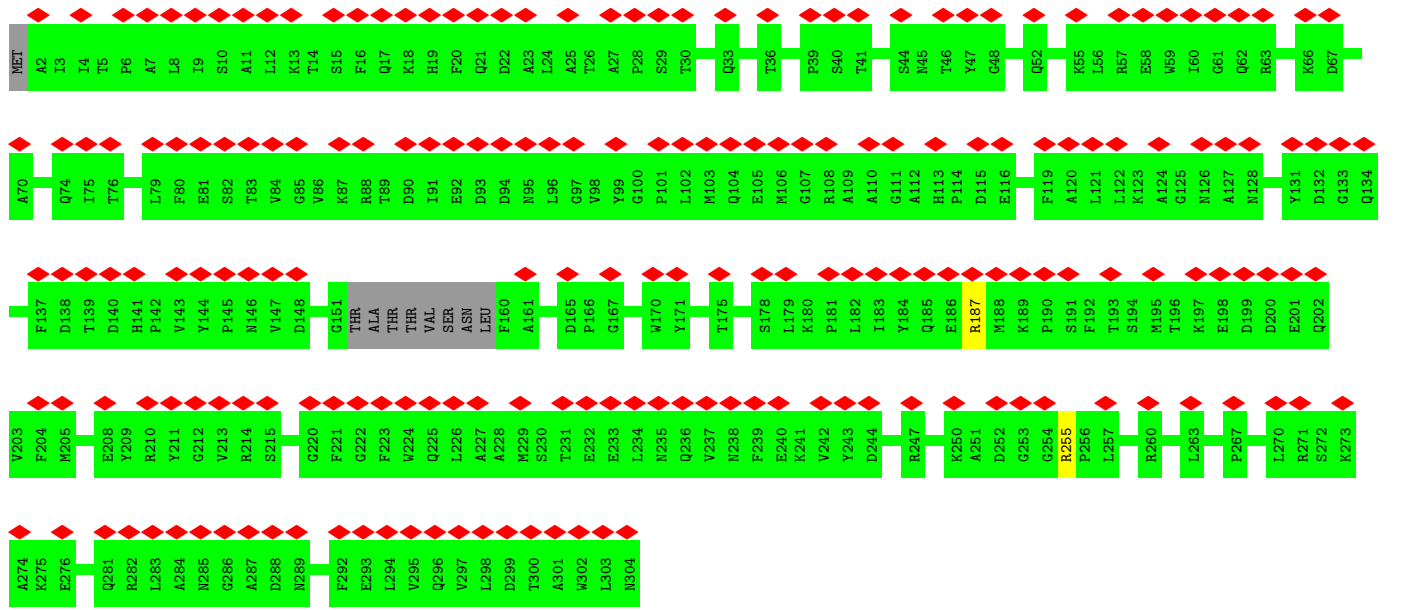 MET A2 I3 I4 T5 P6 A7 L8 I9 S10 A11 L12 K13 T14 S15 F16 Q17 K18 H19 F20 Q21 D22 A23 L24 A25 T26 A27 P28 S29 T30 Q33 T36 P39 S40 T41 S44 N45 T46 Y47 G48 Q52 K55 L56 R57 E58 W59 I60 G61 Q62 R63 K66 D67
A70 Q74 I75 T76 L79 F80 E81 S82 T83 V84 G85 V86 K87 R88 T89 D90 I91 E92 D93 D94 N95 L96 G97 V98 Y99 G100 P101 L102 M103 Q104 E105 M106 G107 R108 A109 A110 G111 A112 H113 P114 D115 E116 F119 A120 L121 L122 K123 A124 G125 N126 A127 N128 Y131 D132 G133 Q134
F137 D138 T139 D140 H141 P142 V143 Y144 P145 N146 V147 D148 G151 THR ALA THR THR VAL SER ASN LEU F160 A161 D165 P166 G167 W170 Y171 T175 S178 L179 K180 P181 L182 I183 Y184 Q185 E186 R187 M188 K189 P190 S191 F192 T193 S194 M195 T196 K197 E198 D199 D200 E201 Q202
V203 F204 M205 E208 Y209 R210 Y211 G212 V213 R214 S215 G220 F221 G222 F223 W224 Q225 L226 A227 A228 M229 S230 T231 E232 E233 L234 N235 Q236 V237 N238 F239 E240 K241 V242 Y243 D244 R247 K250 A251 D252 G253 G254 R255 P256 L257 R260 L263 P267 L270 R271 S272 K273
A274 K275 E276 Q281 R282 L283 A284 N285 G286 A287 D288 N289 F292 E293 L294 V295 Q296 V297 L298 D299 T300 A301 W302 L303 N304